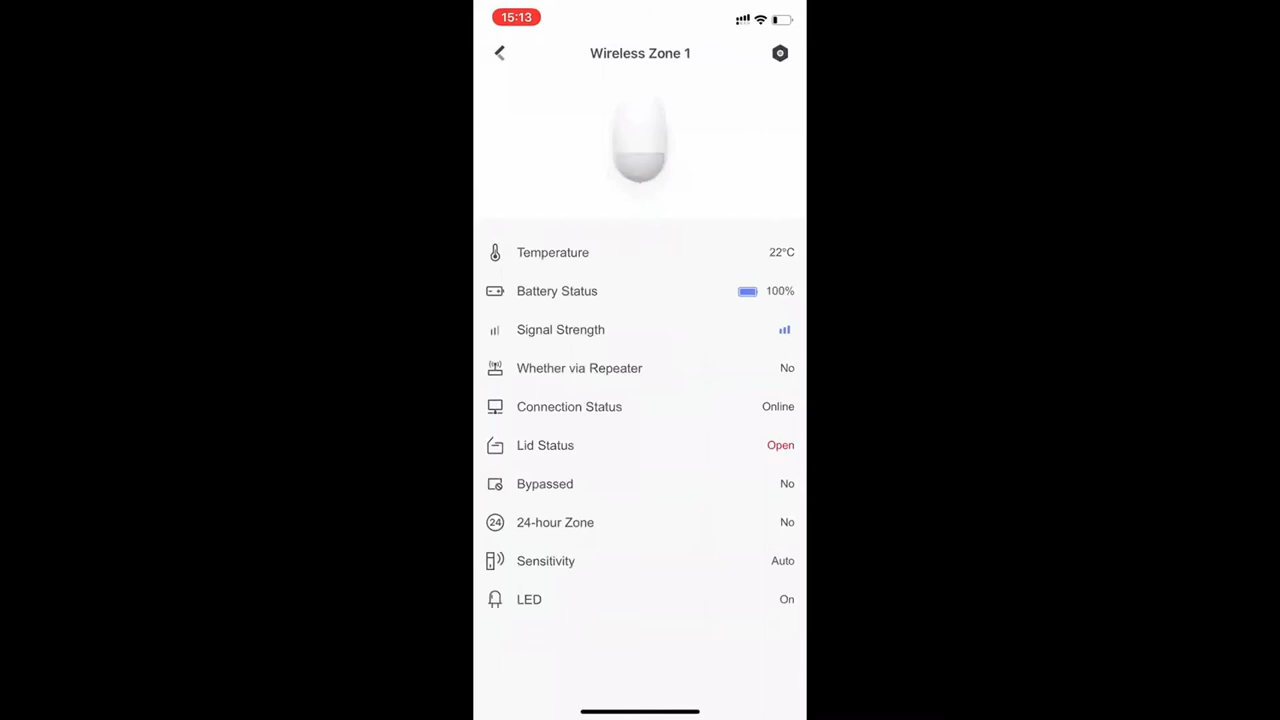 15:13
Wireless Zone 1
Temperature 22°C
Battery Status 100%
Signal Strength
Whether via Repeater No
Connection Status Online
Lid Status Open
Bypassed No
24 24-hour Zone No
Sensitivity Auto
LED On